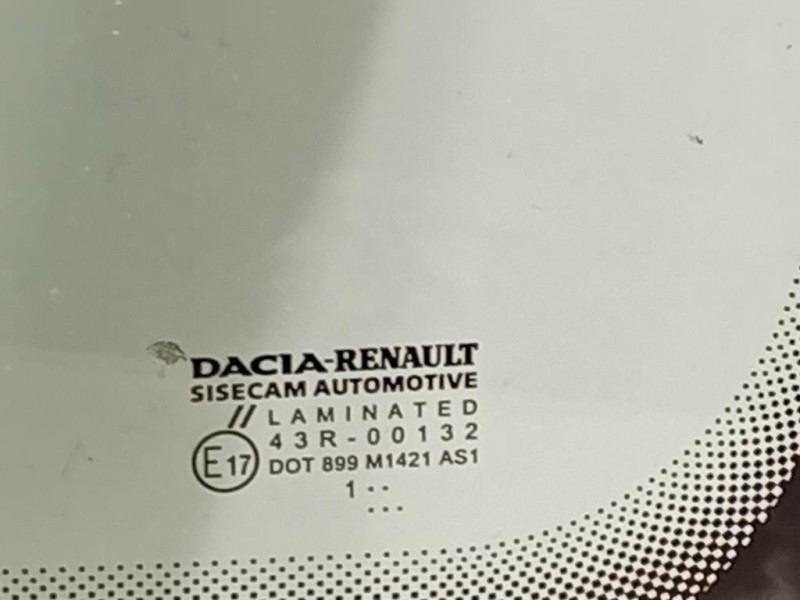 DACIA-RENAULT
SISECAM AUTOMOTIVE
// LAMINATED
43R-00132
E17 DOT 899 M1421 AS1
1 ..
...